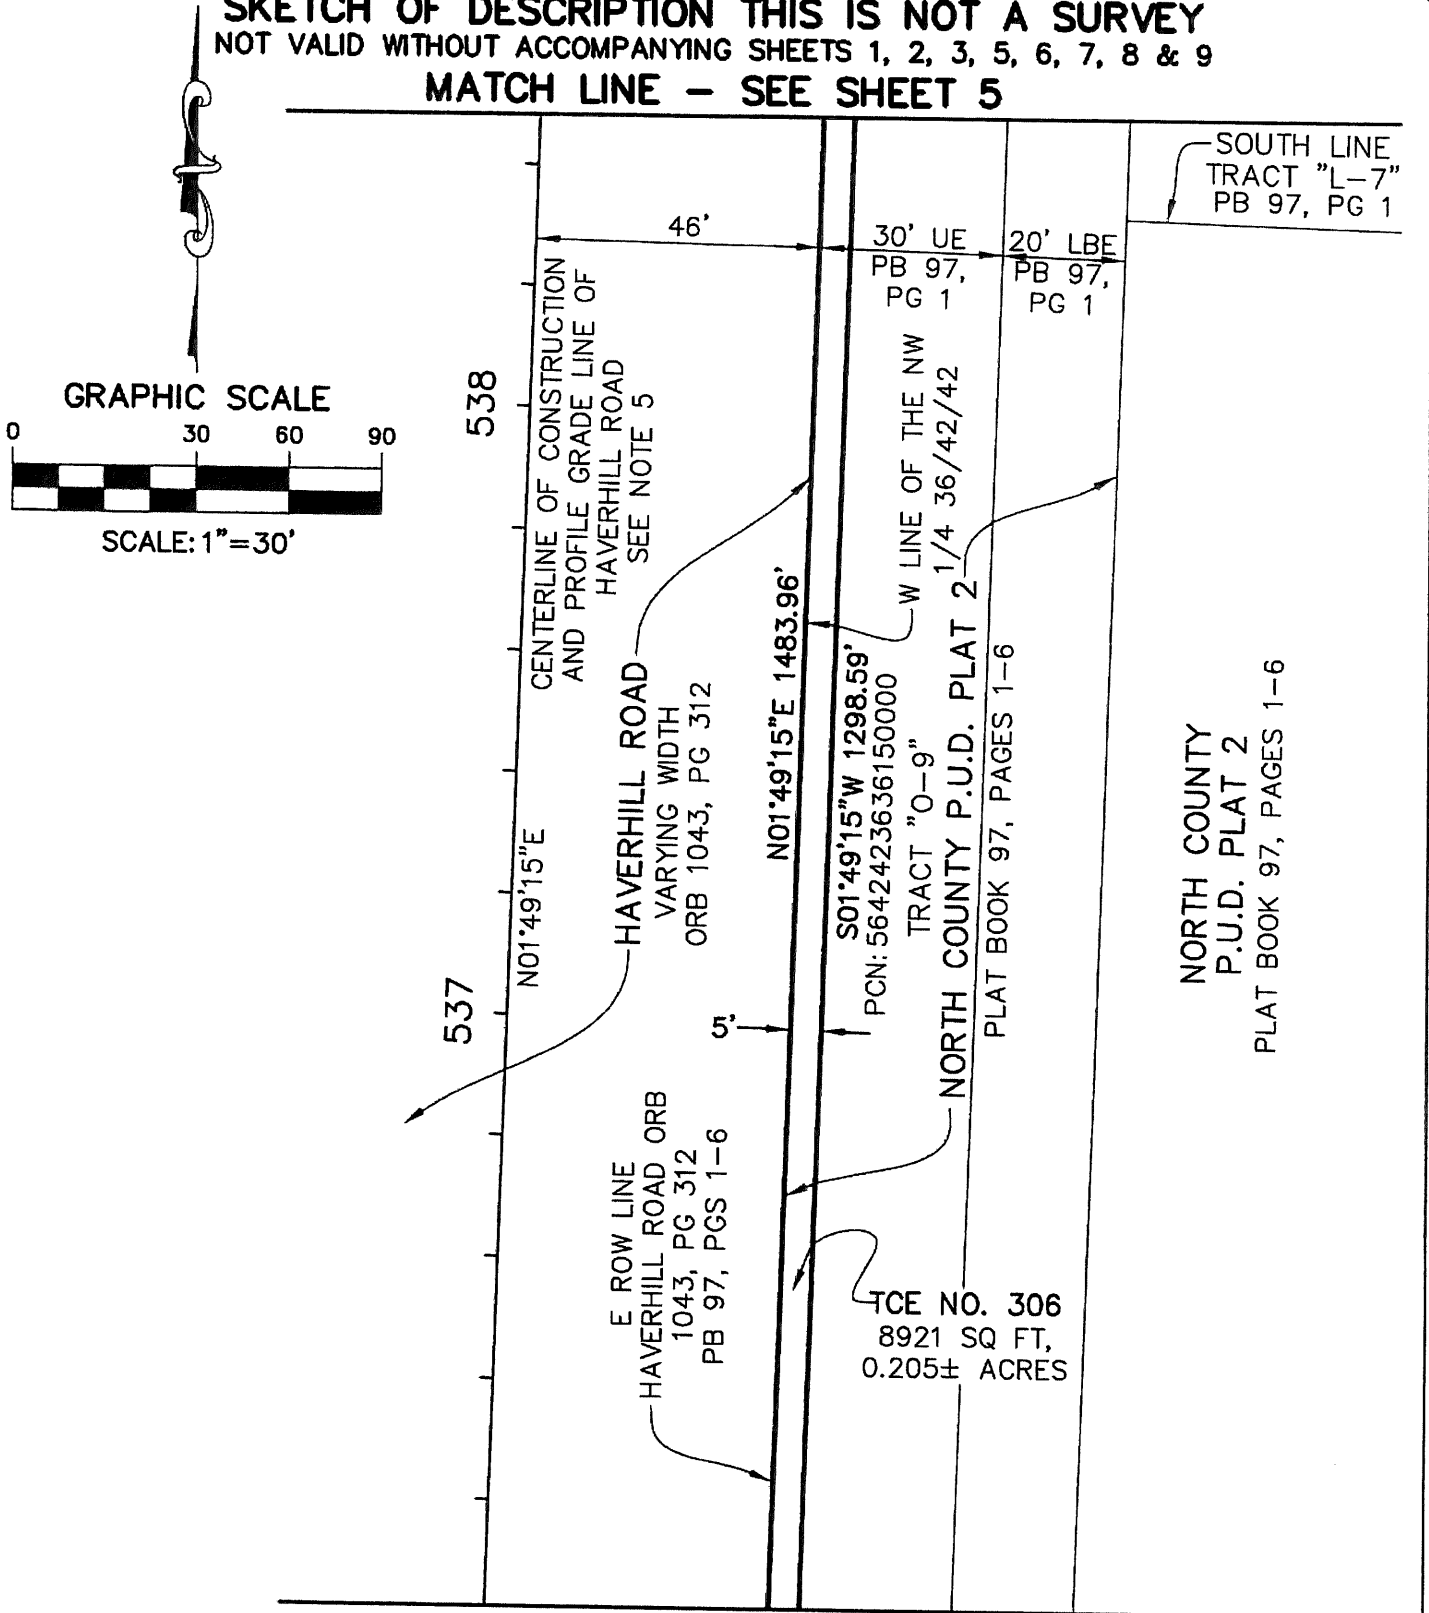 SKETCH OF DESCRIPTION THIS IS NOT A SURVEY
NOT VALID WITHOUT ACCOMPANYING SHEETS 1, 2, 3, 5, 6, 7, 8 & 9
MATCH LINE – SEE SHEET 5
SOUTH LINE
TRACT "L–7"
PB 97, PG 1
46'
30' UE
PB 97,
PG 1
20' LBE
PB 97,
PG 1
GRAPHIC SCALE
0 30 60 90
SCALE: 1"=30'
538
CENTERLINE OF CONSTRUCTION
AND PROFILE GRADE LINE OF
HAVERHILL ROAD
SEE NOTE 5
W LINE OF THE NW
1/4 36/42/42
N01°49'15"E 1483.96'
S01°49'15"W 1298.59'
PCN: 56424236361500000
TRACT "O–9"
NORTH COUNTY P.U.D. PLAT 2
PLAT BOOK 97, PAGES 1–6
HAVERHILL ROAD
VARYING WIDTH
ORB 1043, PG 312
N01°49'15"E
537
5'
NORTH COUNTY
P.U.D. PLAT 2
PLAT BOOK 97, PAGES 1–6
E ROW LINE
HAVERHILL ROAD ORB
1043, PG 312
PB 97, PGS 1–6
TCE NO. 306
8921 SQ FT,
0.205± ACRES